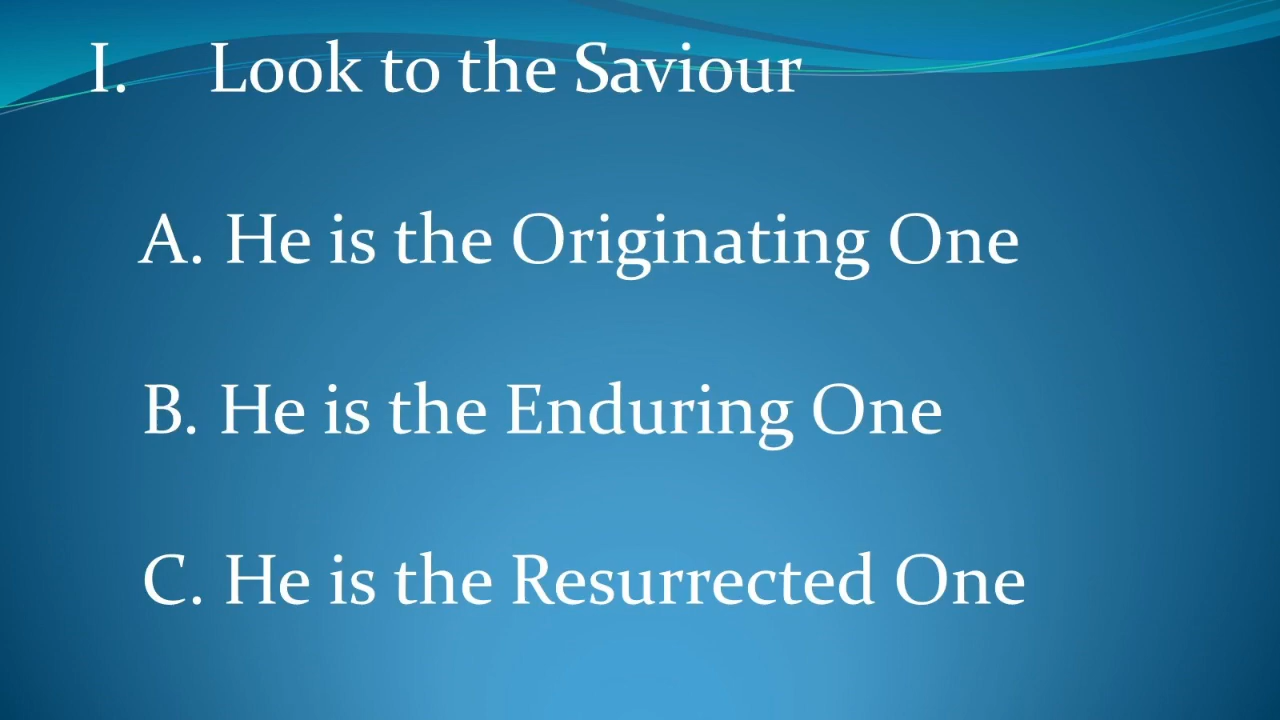 I. Look to the Saviour
A. He is the Originating One
B. He is the Enduring One
C. He is the Resurrected One